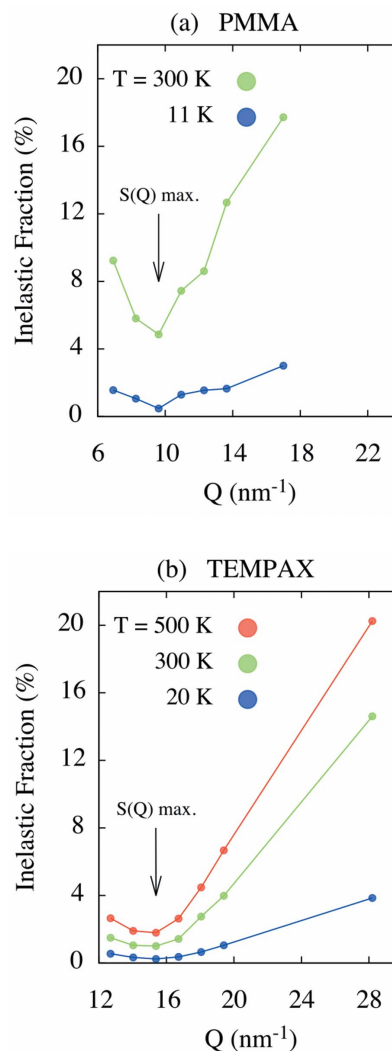 (a) PMMA
20
16
12
8
4
0
Inelastic Fraction (%)
T = 300 K
11 K
S(Q) max.
6 10 14 18 22
Q (nm⁻¹)
(b) TEMPAX
20
16
12
8
4
0
Inelastic Fraction (%)
T = 500 K
300 K
20 K
S(Q) max.
12 16 20 24 28
Q (nm⁻¹)